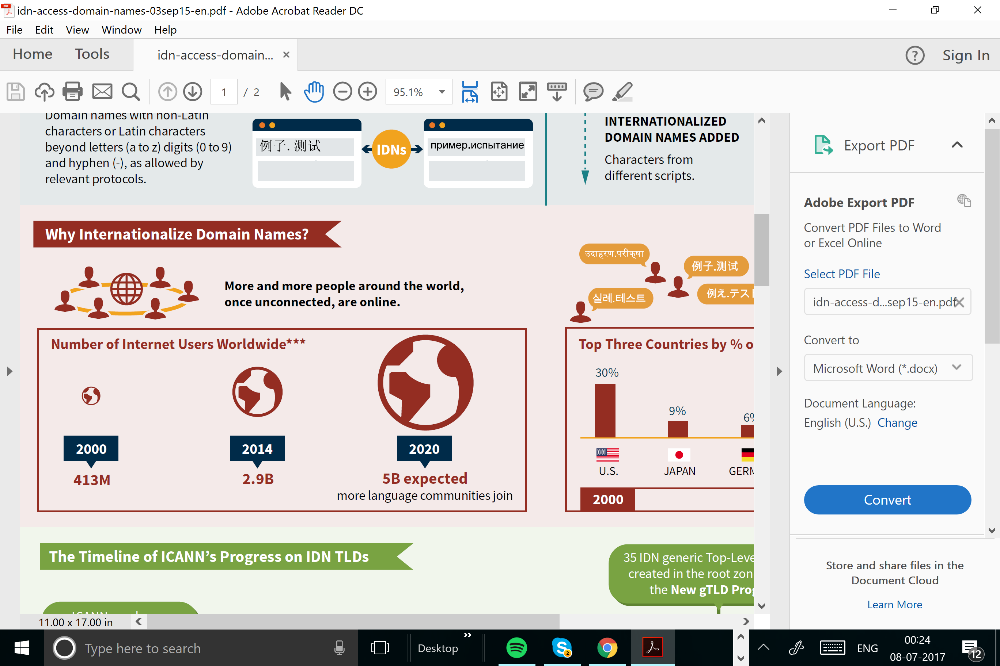 idn-access-domain-names-03sep15-en.pdf - Adobe Acrobat Reader DC
File Edit View Window Help
Home Tools idn-access-domain... ×
? Sign In
1 / 2 95.1%
Domain names with non-Latin
characters or Latin characters
beyond letters (a to z) digits (0 to 9)
and hyphen (-), as allowed by
relevant protocols.
例子. 测试
IDNs
пример.испытание
INTERNATIONALIZED
DOMAIN NAMES ADDED
Characters from
different scripts.
Why Internationalize Domain Names?
More and more people around the world,
once unconnected, are online.
उदाहरण.परीक्षा
例子.测试
실례.테스트
例え.テスト
Number of Internet Users Worldwide***
2000
413M
2014
2.9B
2020
5B expected
more language communities join
Top Three Countries by % o
30%
9%
6%
U.S.
JAPAN
GERM
2000
The Timeline of ICANN's Progress on IDN TLDs
35 IDN generic Top-Leve
created in the root zon
the New gTLD Prog
11.00 x 17.00 in
Export PDF
Adobe Export PDF
Convert PDF Files to Word
or Excel Online
Select PDF File
idn-access-d...sep15-en.pdf
Convert to
Microsoft Word (*.docx)
Document Language:
English (U.S.) Change
Convert
Store and share files in the
Document Cloud
Learn More
Type here to search
Desktop
2
ENG
00:24
08-07-2017
12